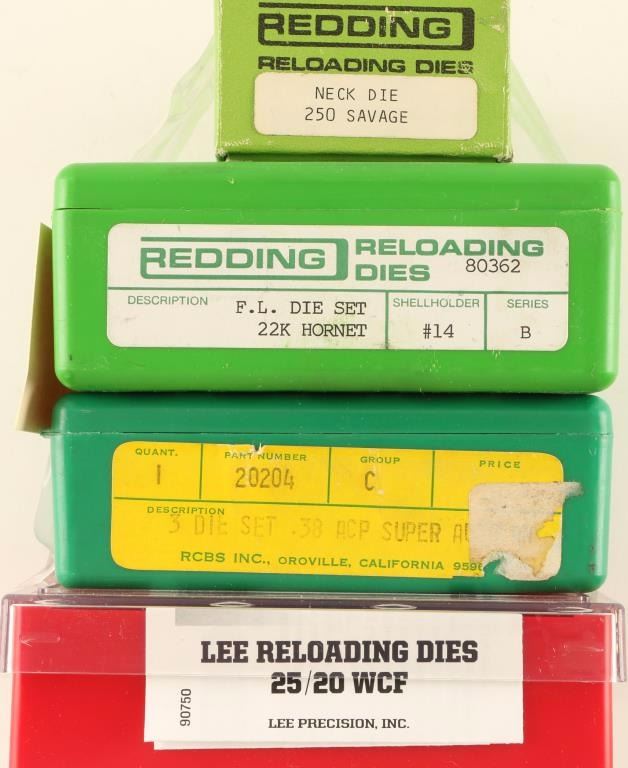 REDDING
RELOADING DIES
NECK DIE
250 SAVAGE
REDDING RELOADING
DIES 80362
DESCRIPTION F.L. DIE SET SHELLHOLDER SERIES
22K HORNET #14 B
QUANT. PART NUMBER GROUP PRICE
1 20204 C
DESCRIPTION
3 DIE SET .38 ACP SUPER
RCBS INC., OROVILLE, CALIFORNIA
LEE RELOADING DIES
25/20 WCF
LEE PRECISION, INC.
90750